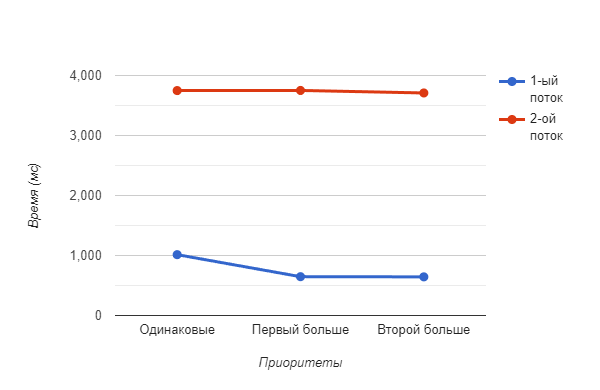 4,000
3,000
2,000
1,000
0
Время (мс)
Одинаковые
Первый больше
Второй больше
Приоритеты
1-ый
поток
2-ой
поток